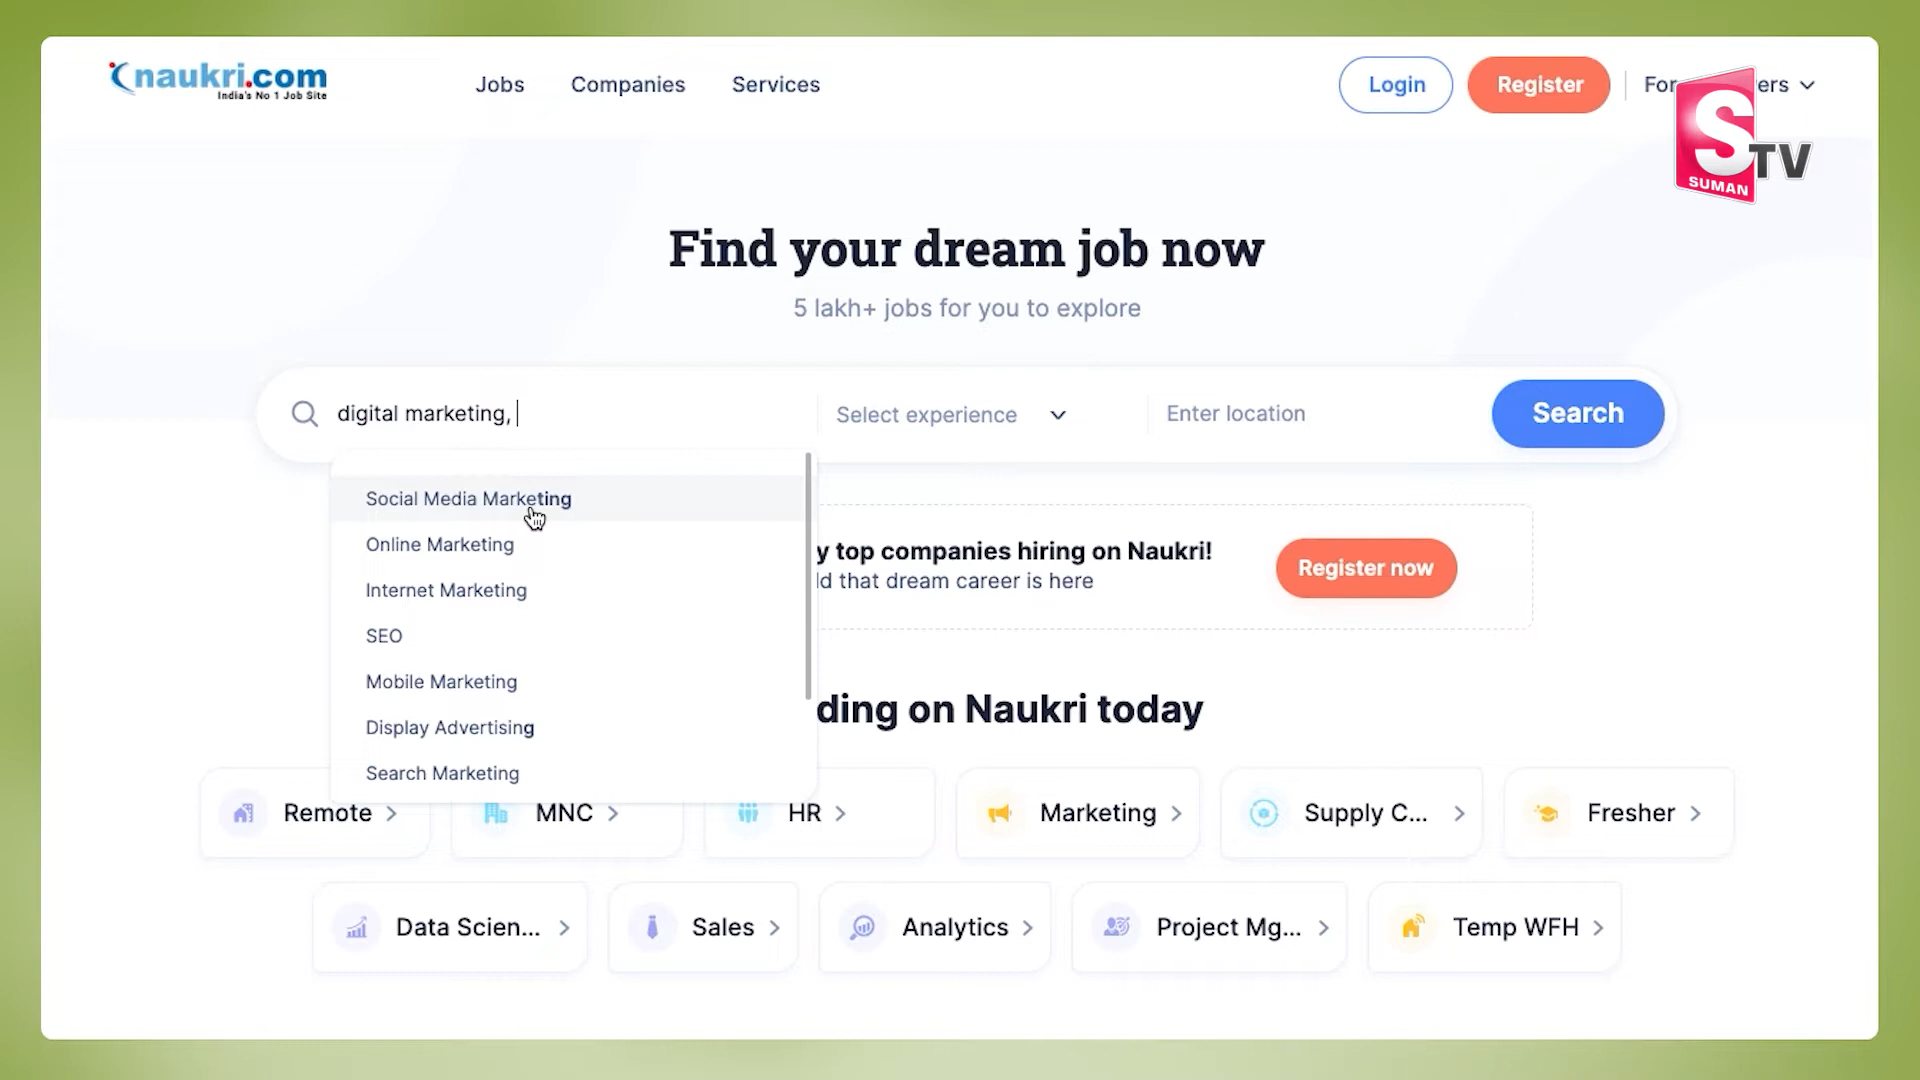 naukri.com
India's No 1 Job Site
Jobs
Companies
Services
Login
Register
For
ers
S
TV
SUMAN
Find your dream job now
5 lakh+ jobs for you to explore
digital marketing,
Select experience
Enter location
Search
Social Media Marketing
Online Marketing
Internet Marketing
SEO
Mobile Marketing
Display Advertising
Search Marketing
y top companies hiring on Naukri!
ld that dream career is here
Register now
ding on Naukri today
Remote
MNC
HR
Marketing
Supply C...
Fresher
Data Scien...
Sales
Analytics
Project Mg...
Temp WFH